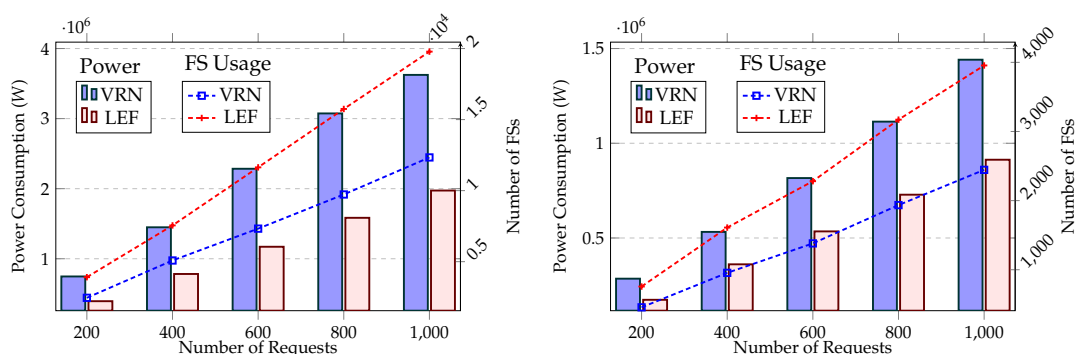 ·10⁶
·10⁴
4
3
2
1
Power Consumption (W)
2
1.5
1
0.5
Number of FSs
Power FS Usage
VRN VRN
LEF LEF
200 400 600 800 1,000
Number of Requests
·10⁶
1.5
1
0.5
Power Consumption (W)
4,000
3,000
2,000
1,000
Number of FSs
Power FS Usage
VRN VRN
LEF LEF
200 400 600 800 1,000
Number of Requests